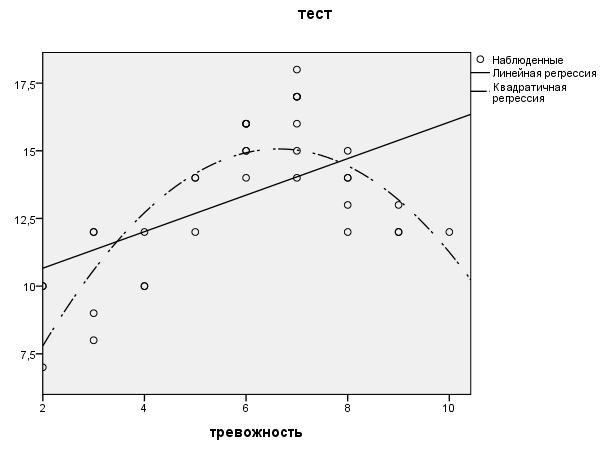 тест
17,5
15
12,5
10
7,5
2
4
6
8
10
тревожность
Наблюденные
Линейная регрессия
Квадратичная
регрессия